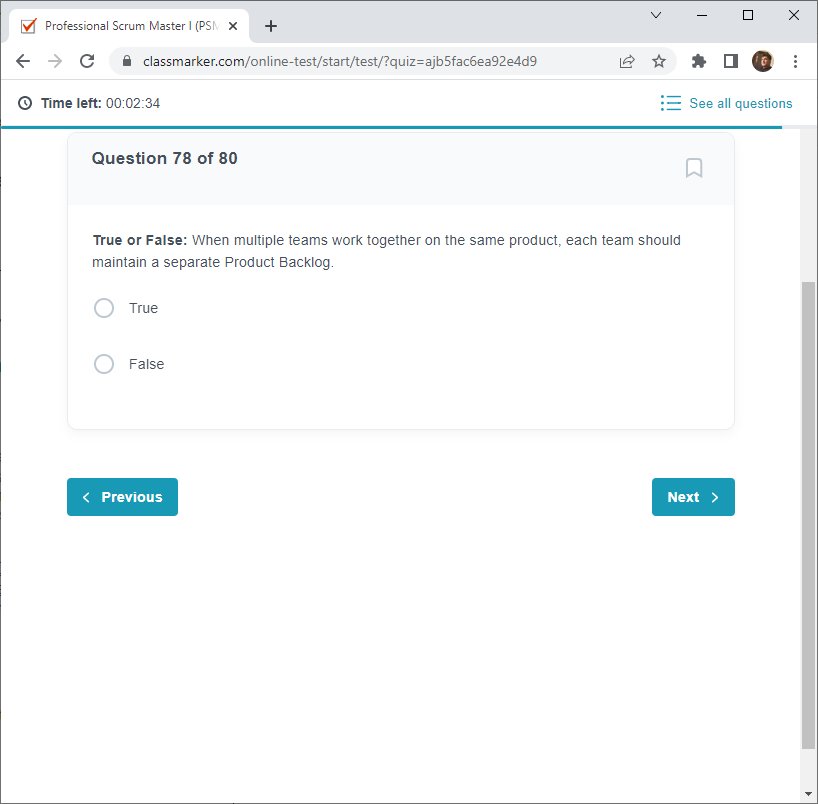 Professional Scrum Master I (PSM
classmarker.com/online-test/start/test/?quiz=ajb5fac6ea92e4d9
Time left: 00:02:34
See all questions
Question 78 of 80
True or False: When multiple teams work together on the same product, each team should
maintain a separate Product Backlog.
True
False
Previous
Next